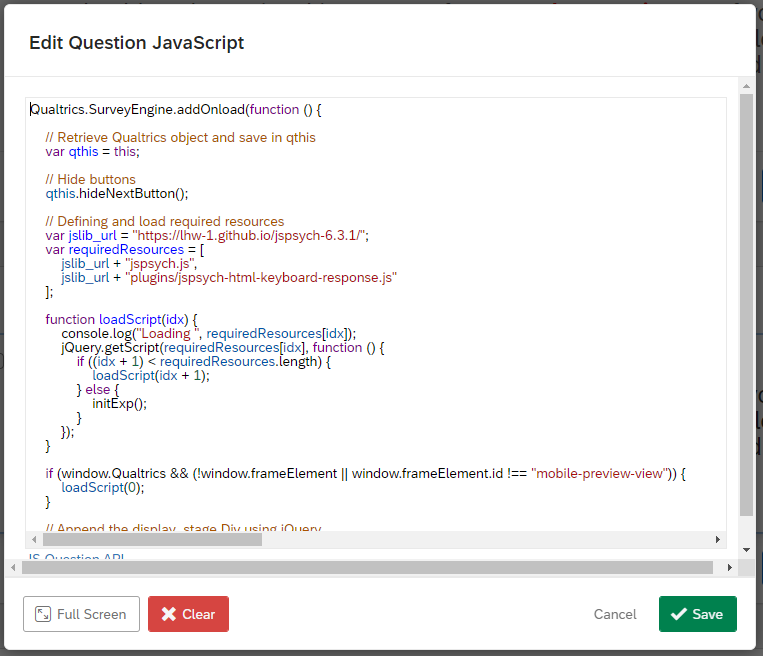 Edit Question JavaScript
Qualtrics.SurveyEngine.addOnload(function () {
// Retrieve Qualtrics object and save in qthis
var qthis = this;
// Hide buttons
qthis.hideNextButton();
// Defining and load required resources
var jslib_url = "https://lhw-1.github.io/jspsych-6.3.1/";
var requiredResources = [
jslib_url + "jspsych.js",
jslib_url + "plugins/jspsych-html-keyboard-response.js"
];
function loadScript(idx) {
console.log("Loading ", requiredResources[idx]);
jQuery.getScript(requiredResources[idx], function () {
if ((idx + 1) < requiredResources.length) {
loadScript(idx + 1);
} else {
initExp();
}
});
}
if (window.Qualtrics && (!window.frameElement || window.frameElement.id !== "mobile-preview-view")) {
loadScript(0);
}
// Append the display_stage Div using jQuery
JS Question API
Full Screen
Clear
Cancel
Save